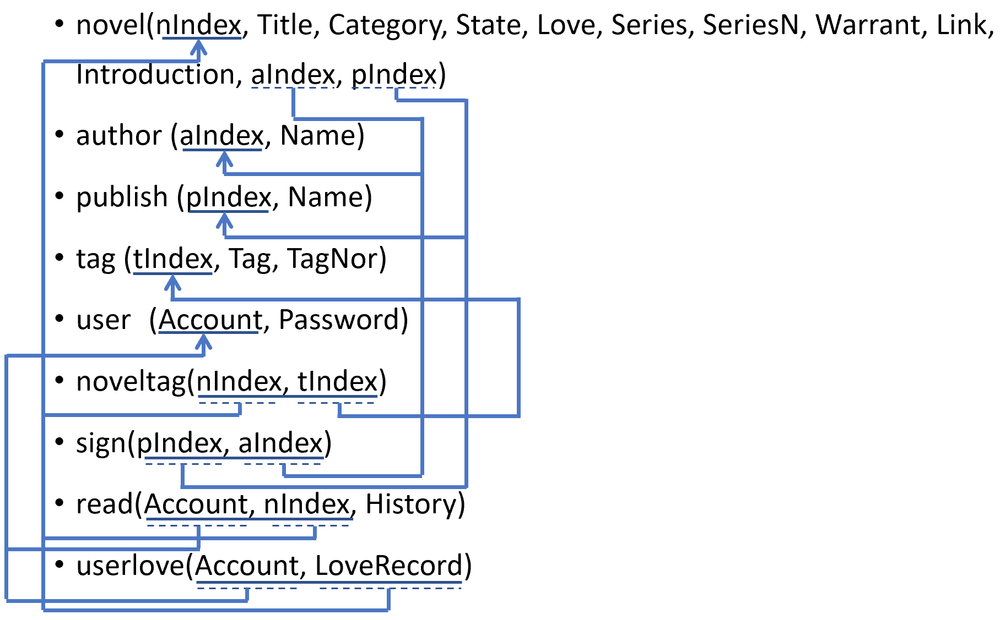 • novel(nIndex, Title, Category, State, Love, Series, SeriesN, Warrant, Link,
Introduction, aIndex, pIndex)
• author (aIndex, Name)
• publish (pIndex, Name)
• tag (tIndex, Tag, TagNor)
• user (Account, Password)
• noveltag(nIndex, tIndex)
• sign(pIndex, aIndex)
• read(Account, nIndex, History)
• userlove(Account, LoveRecord)